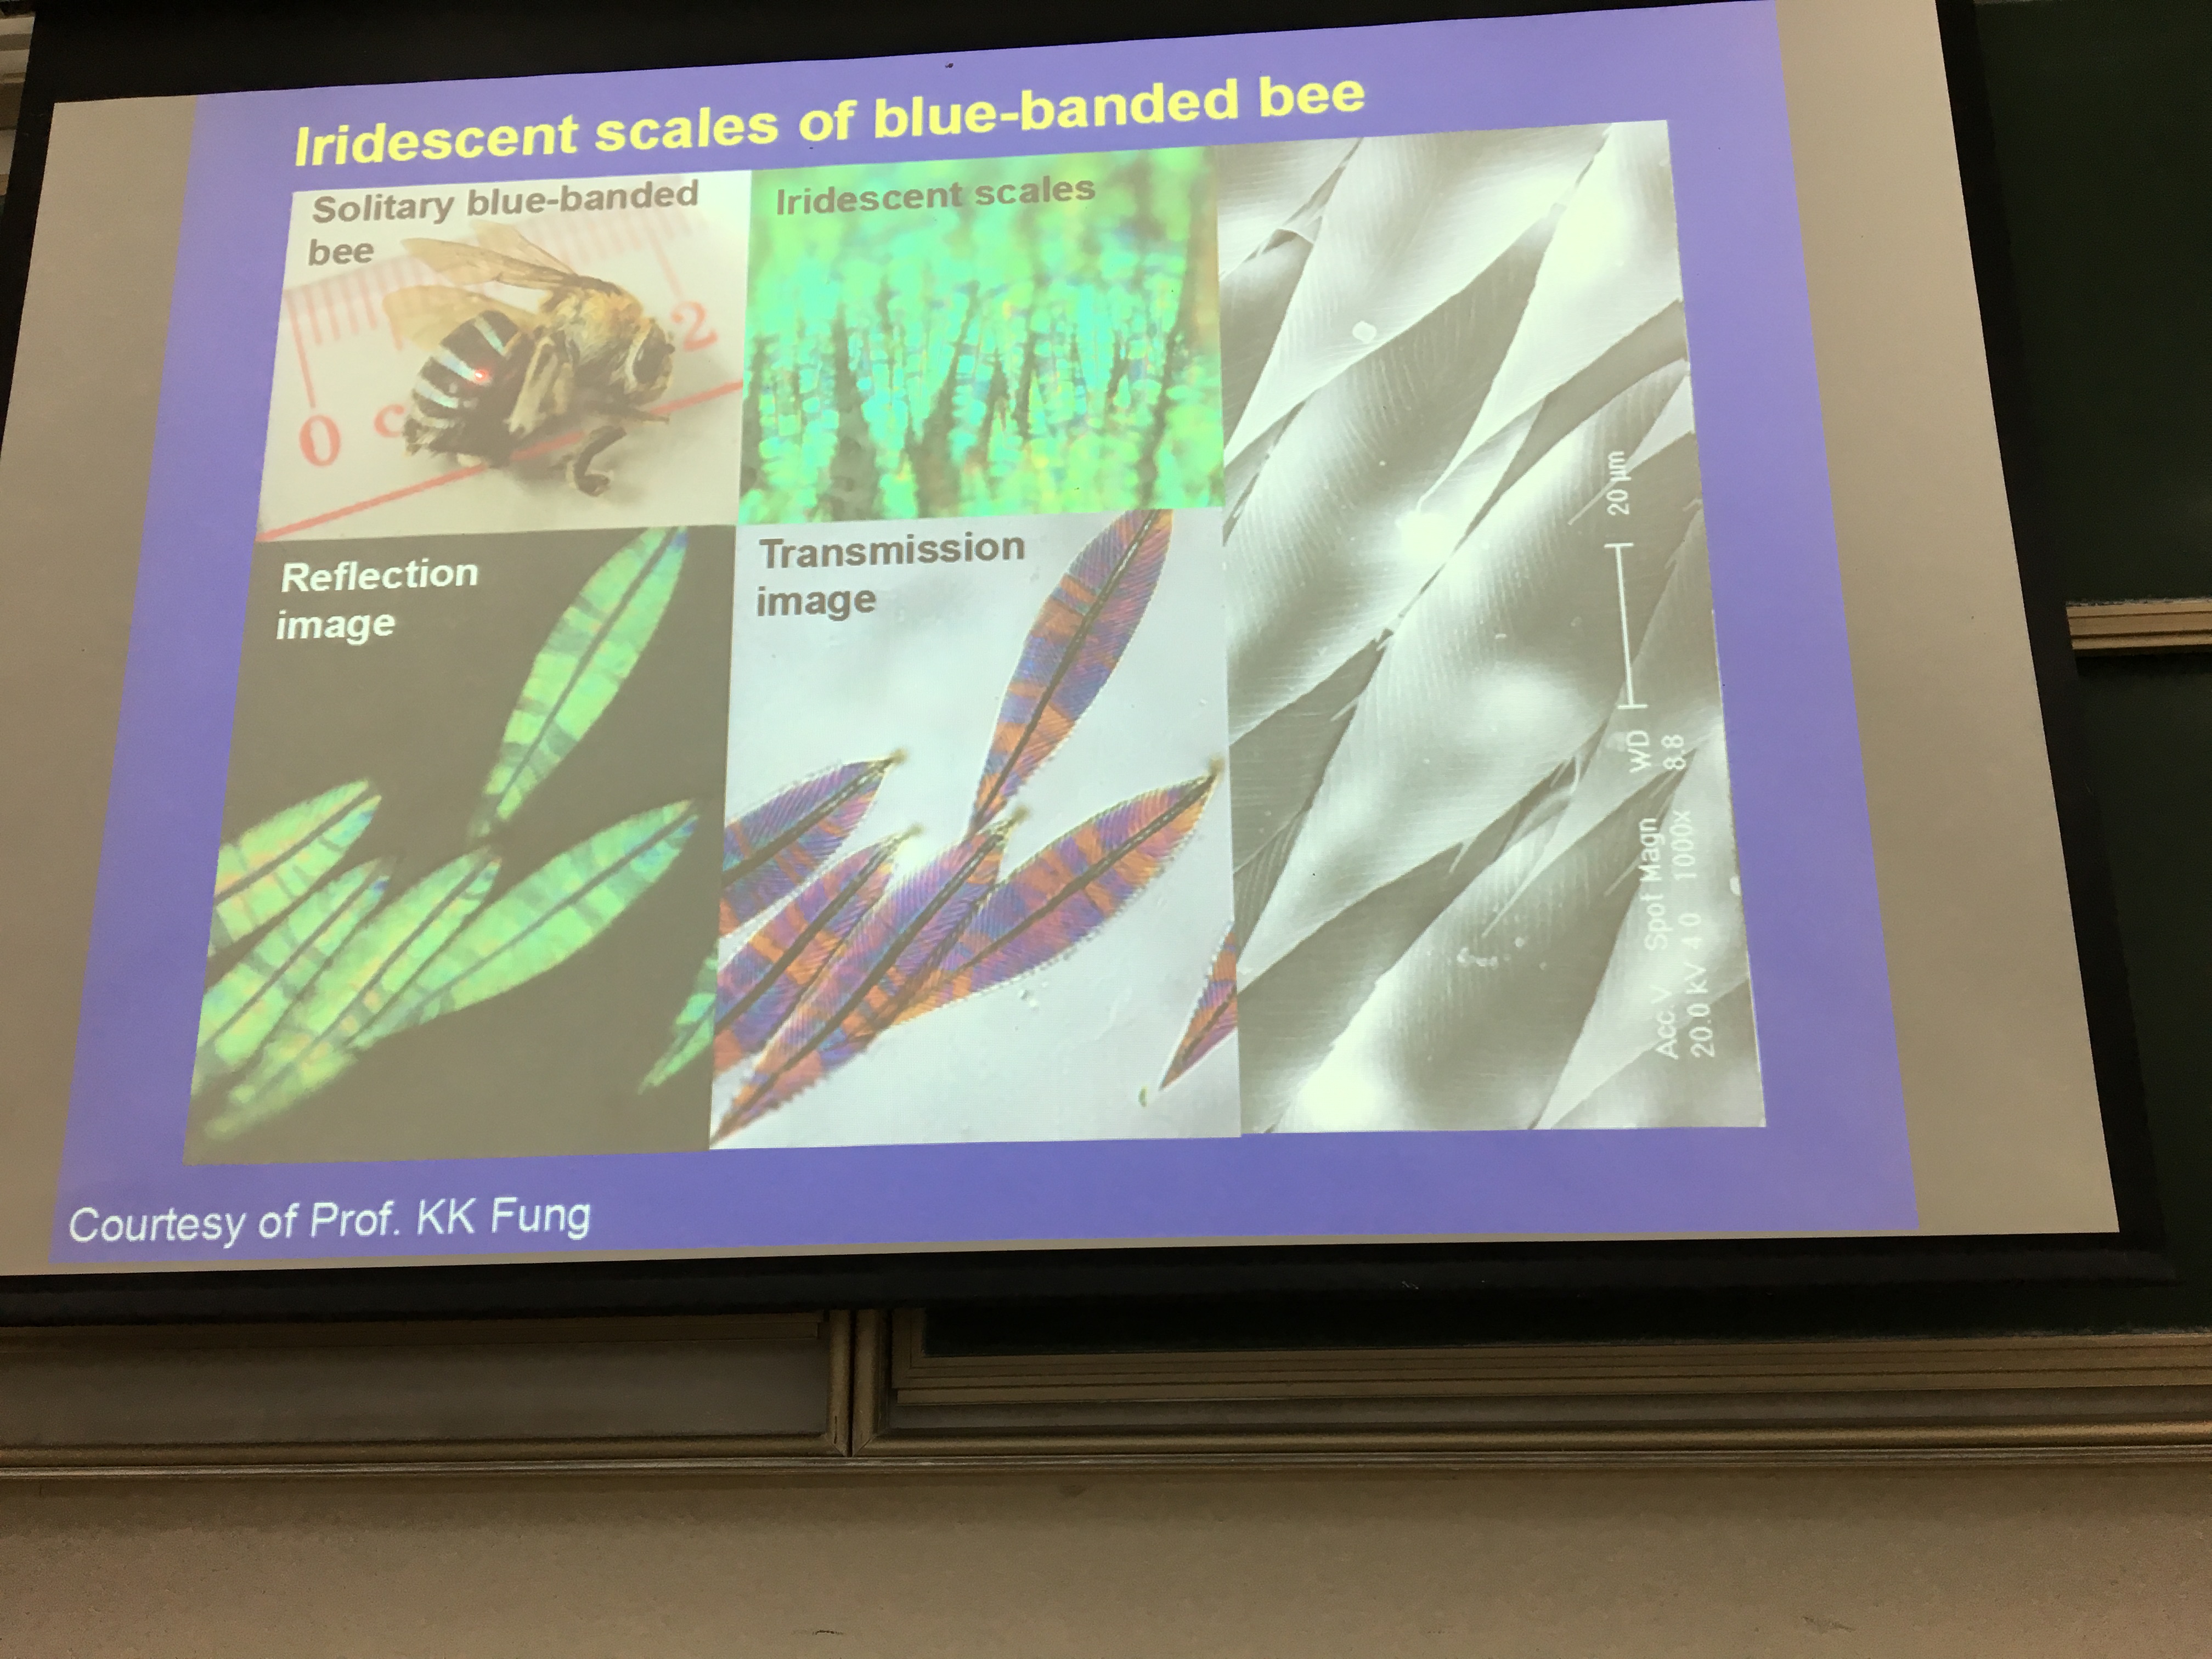 Iridescent scales of blue-banded bee
Solitary blue-banded
bee
2
0 c
Iridescent scales
Reflection
image
Transmission
image
20 µm
Acc.V Spot Magn WD
20.0 kV 4.0 1000x 8.8
Courtesy of Prof. KK Fung